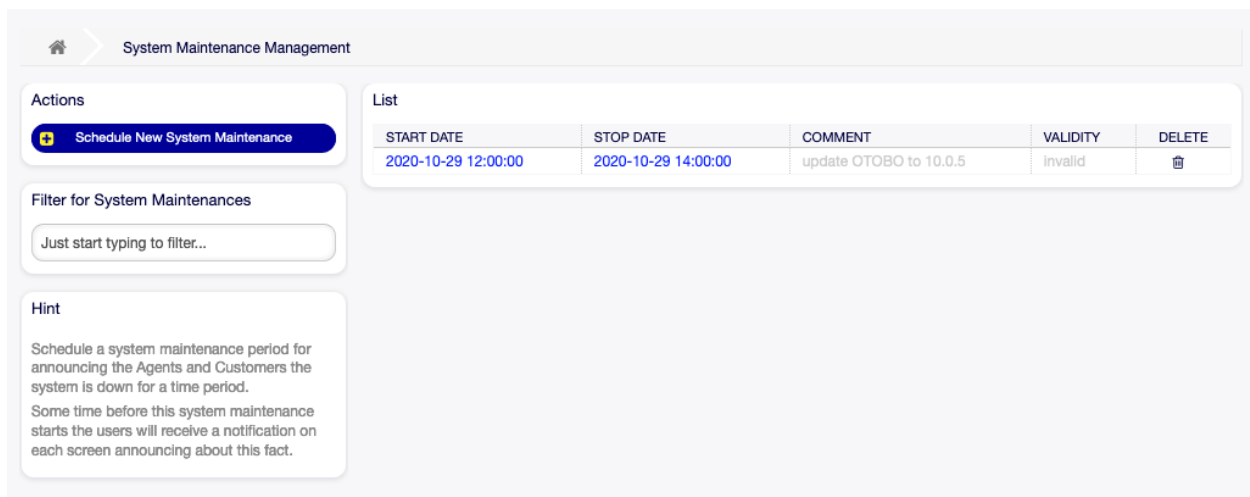 System Maintenance Management
Actions
Schedule New System Maintenance
Filter for System Maintenances
Just start typing to filter...
Hint
Schedule a system maintenance period for
announcing the Agents and Customers the
system is down for a time period.
Some time before this system maintenance
starts the users will receive a notification on
each screen announcing about this fact.
List
START DATE STOP DATE COMMENT VALIDITY DELETE
2020-10-29 12:00:00 2020-10-29 14:00:00 update OTOBO to 10.0.5 invalid